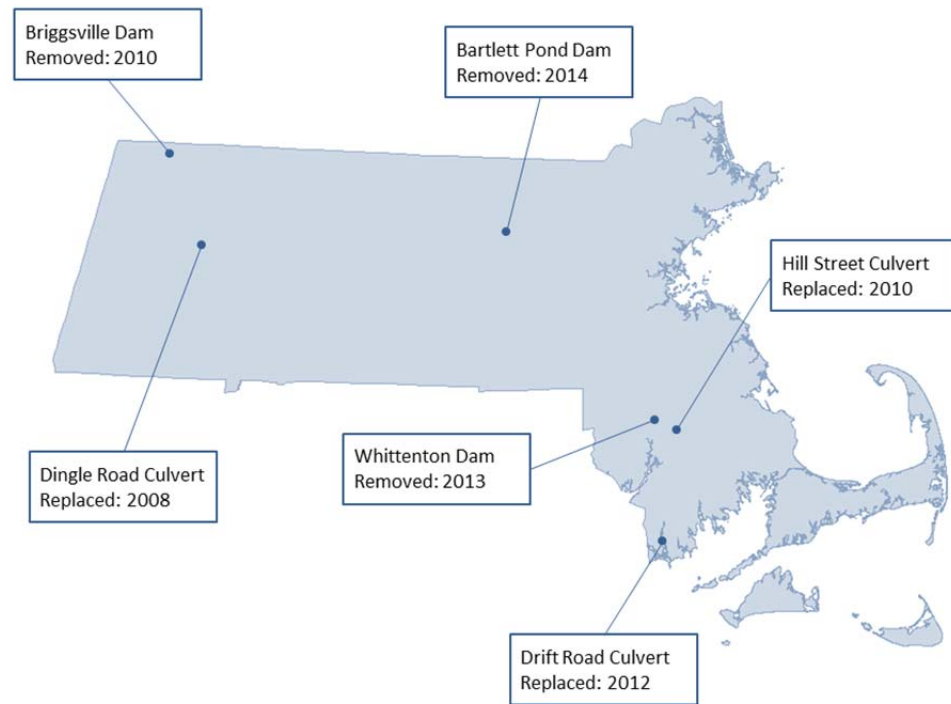 Briggsville Dam
Removed: 2010
Bartlett Pond Dam
Removed: 2014
Hill Street Culvert
Replaced: 2010
Whittenton Dam
Removed: 2013
Dingle Road Culvert
Replaced: 2008
Drift Road Culvert
Replaced: 2012